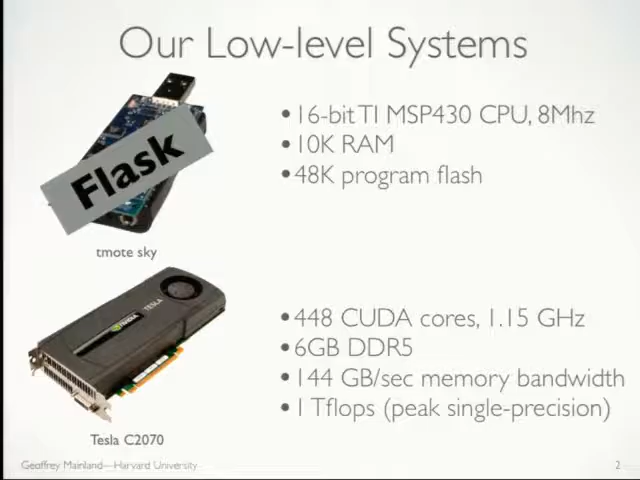 Our Low-level Systems
• 16-bit TI MSP430 CPU, 8Mhz
• 10K RAM
• 48K program flash
Flask
tmote sky
• 448 CUDA cores, 1.15 GHz
• 6GB DDR5
• 144 GB/sec memory bandwidth
• 1 Tflops (peak single-precision)
TESLA
NVIDIA
Tesla C2070
Geoffrey Mainland—Harvard University
2